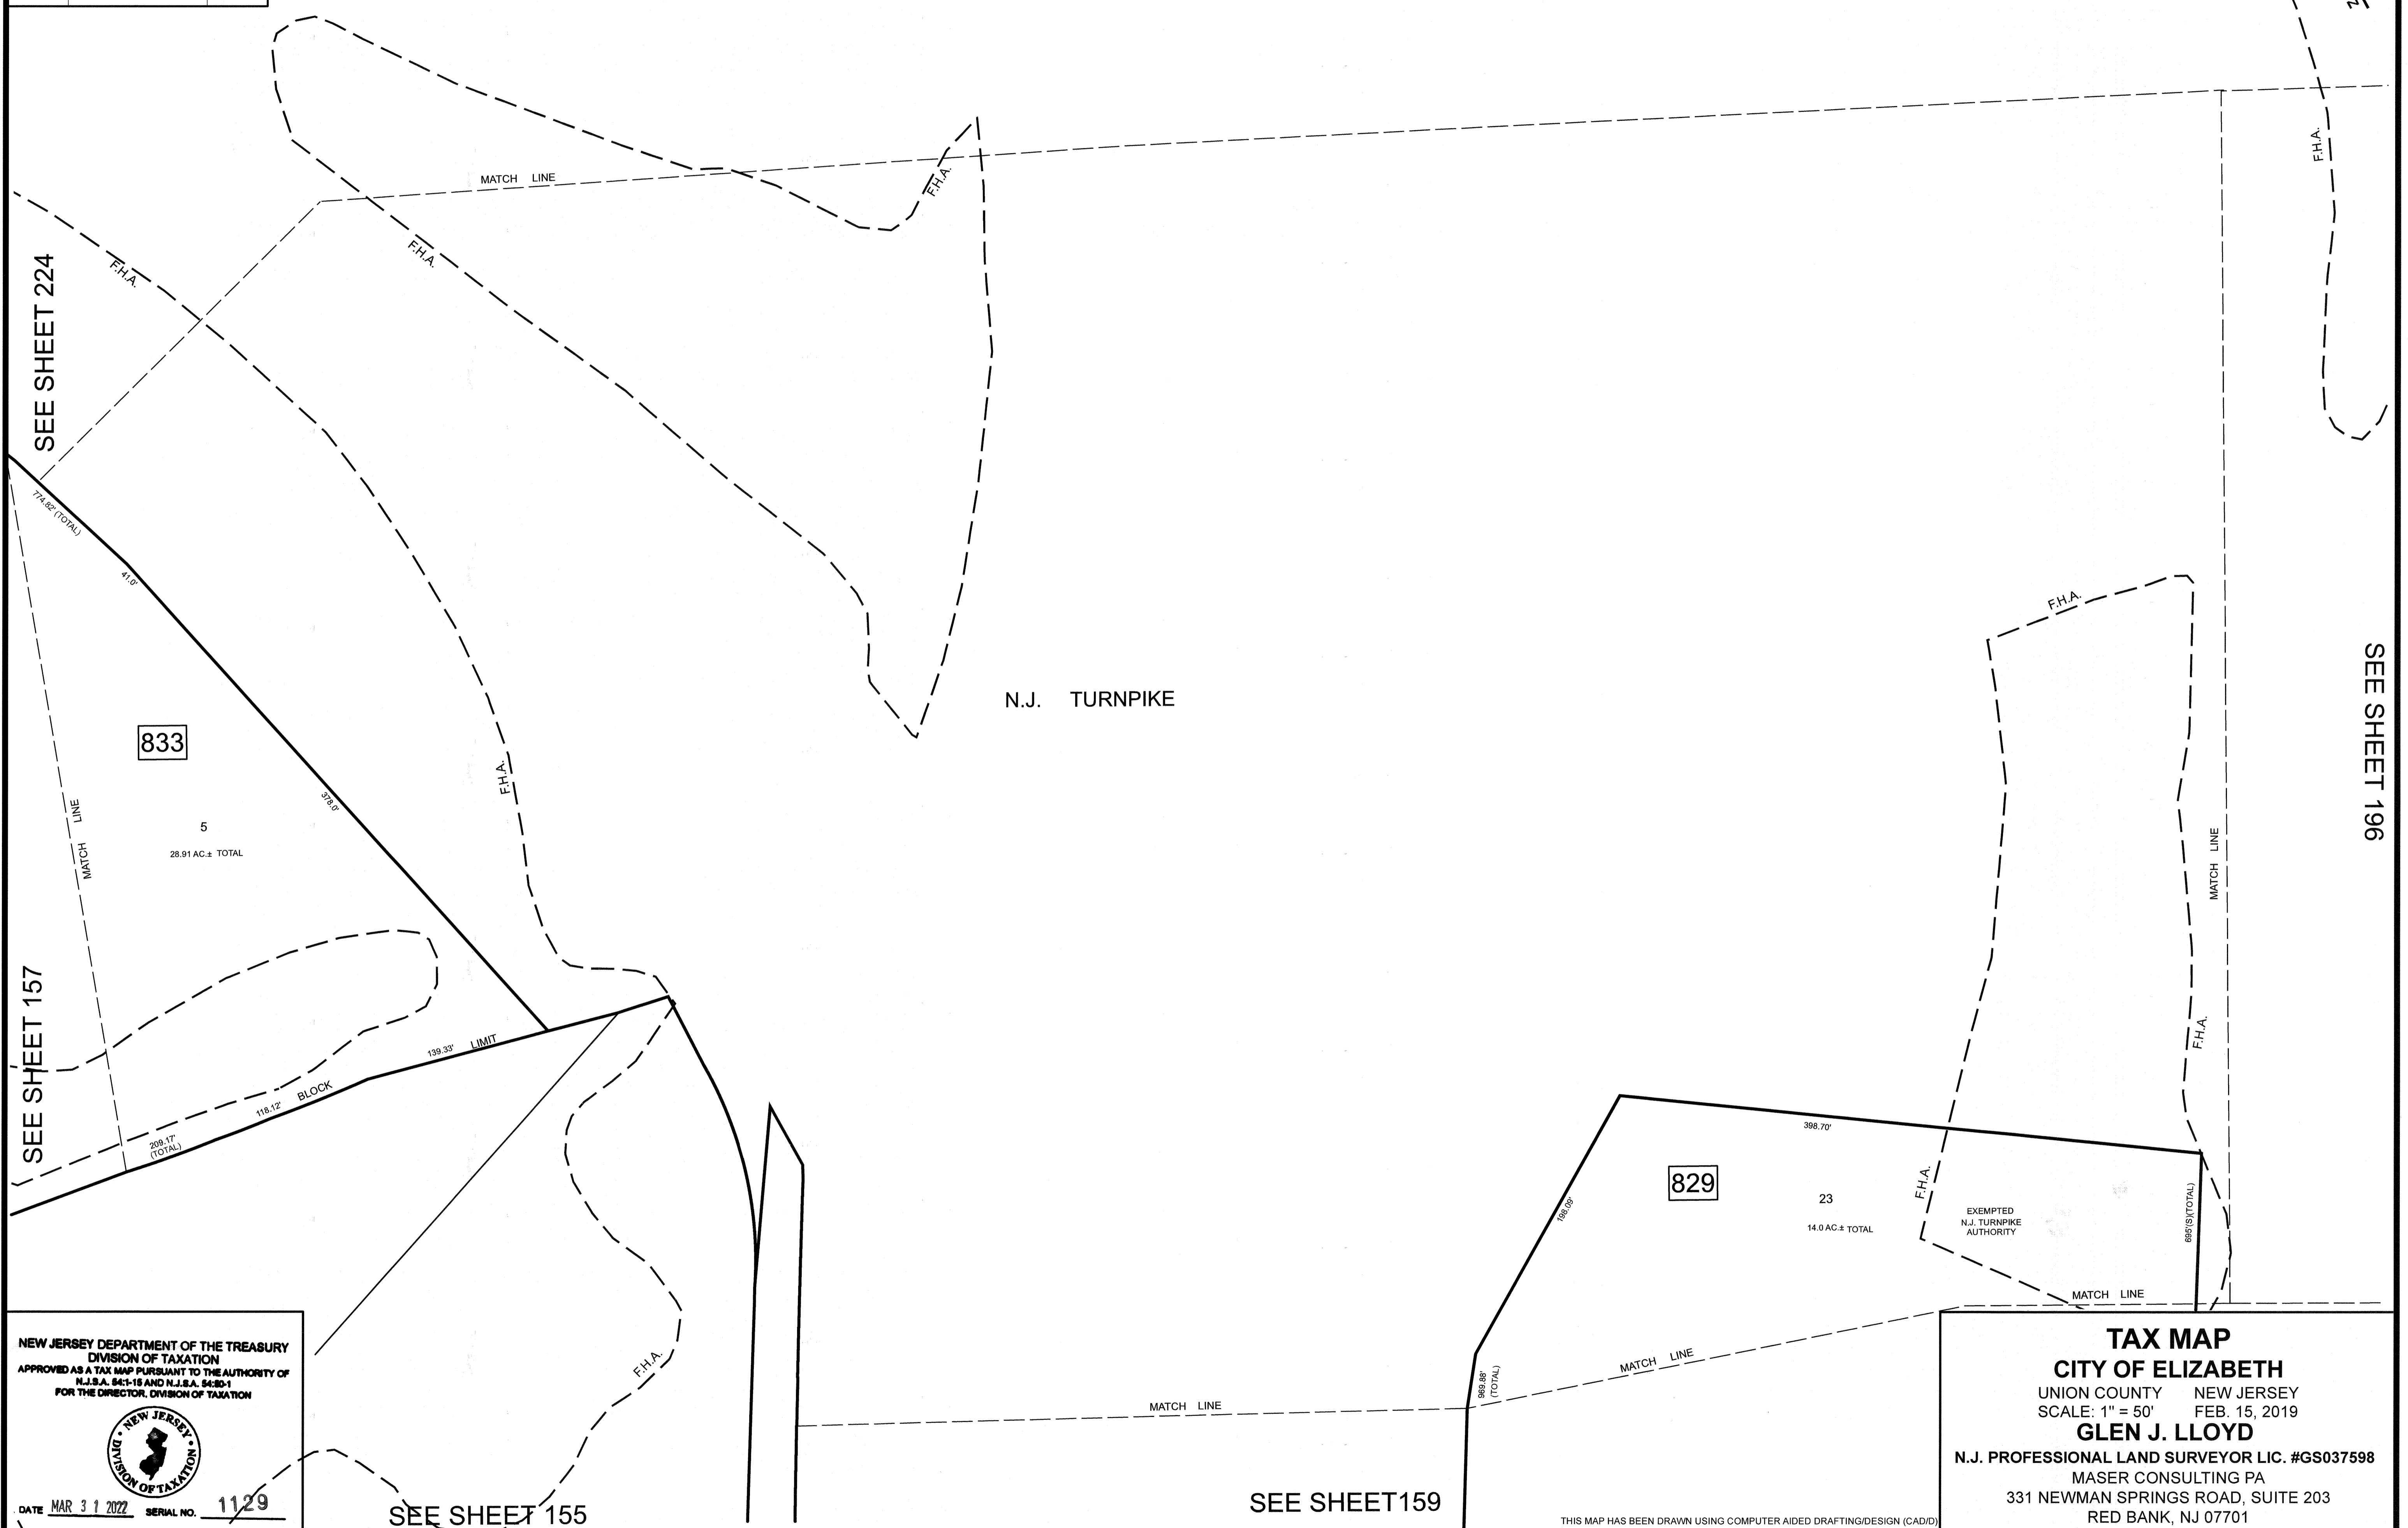 F.H.A.
MATCH LINE
F.H.A.
F.H.A.
F.H.A.
SEE SHEET 224
774.82' (TOTAL)
41.0'
F.H.A.
SEE SHEET 196
N.J. TURNPIKE
833
378.0'
F.H.A.
MATCH LINE
5
28.91 AC.± TOTAL
MATCH LINE
SEE SHEET 157
F.H.A.
139.33' LIMIT
118.12' BLOCK
209.17'
(TOTAL)
398.70'
829
198.09'
23
14.0 AC.± TOTAL
F.H.A.
EXEMPTED
N.J. TURNPIKE
AUTHORITY
695'(S)(TOTAL)
MATCH LINE
MATCH LINE
F.H.A.
969.88'
(TOTAL)
MATCH LINE
NEW JERSEY DEPARTMENT OF THE TREASURY
DIVISION OF TAXATION
APPROVED AS A TAX MAP PURSUANT TO THE AUTHORITY OF
N.J.S.A. 54:1-15 AND N.J.S.A. 54:50-1
FOR THE DIRECTOR, DIVISION OF TAXATION
NEW JERSEY
DIVISION OF TAXATION
DATE MAR 31 2022 SERIAL NO. 1129
SEE SHEET 155
SEE SHEET159
THIS MAP HAS BEEN DRAWN USING COMPUTER AIDED DRAFTING/DESIGN (CAD/D)
TAX MAP
CITY OF ELIZABETH
UNION COUNTY NEW JERSEY
SCALE: 1" = 50' FEB. 15, 2019
GLEN J. LLOYD
N.J. PROFESSIONAL LAND SURVEYOR LIC. #GS037598
MASER CONSULTING PA
331 NEWMAN SPRINGS ROAD, SUITE 203
RED BANK, NJ 07701